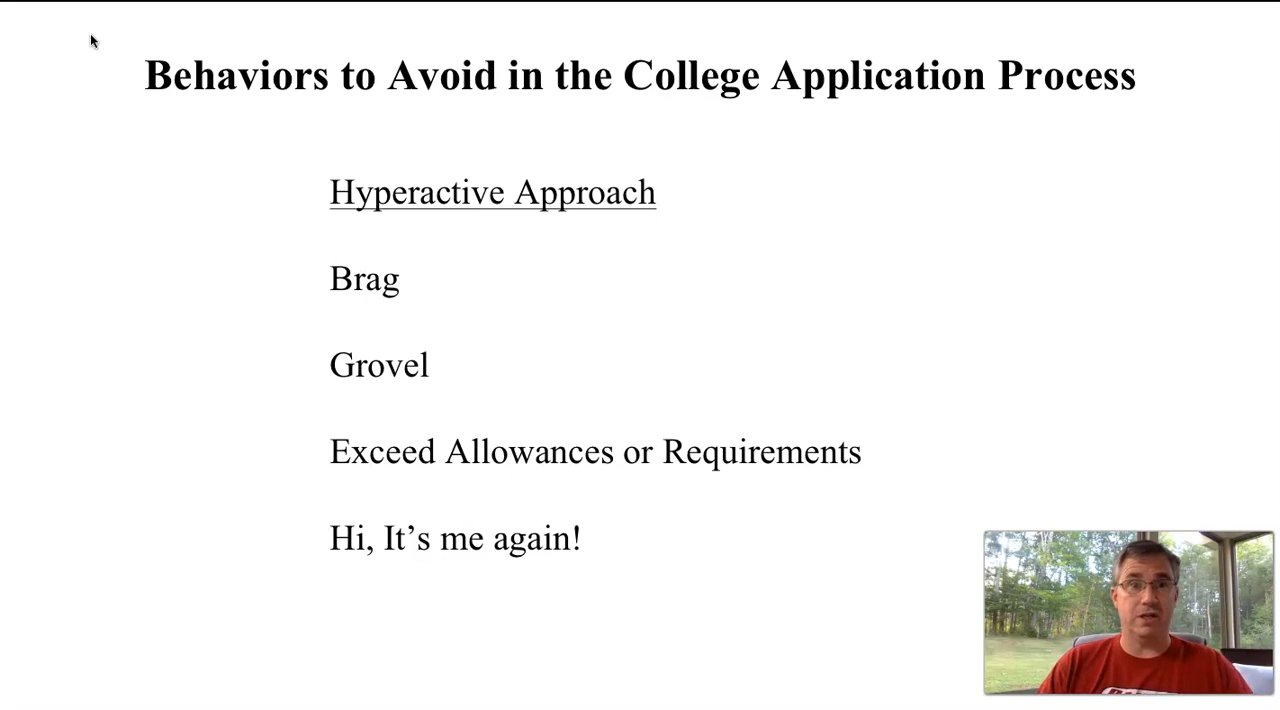 Behaviors to Avoid in the College Application Process
Hyperactive Approach
Brag
Grovel
Exceed Allowances or Requirements
Hi, It’s me again!